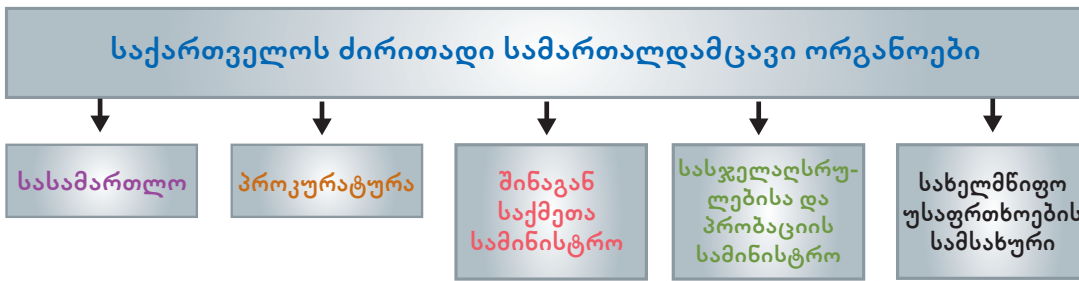 საქართველოს ძირითადი სამართალდამცავი ორგანოები
სასამართლო
პროკურატურა
შინაგან
საქმეთა
სამინისტრო
სასჯელაღსრუ-
ლებისა და
პრობაციის
სამინისტრო
სახელმწიფო
უსაფრთხოების
სამსახური